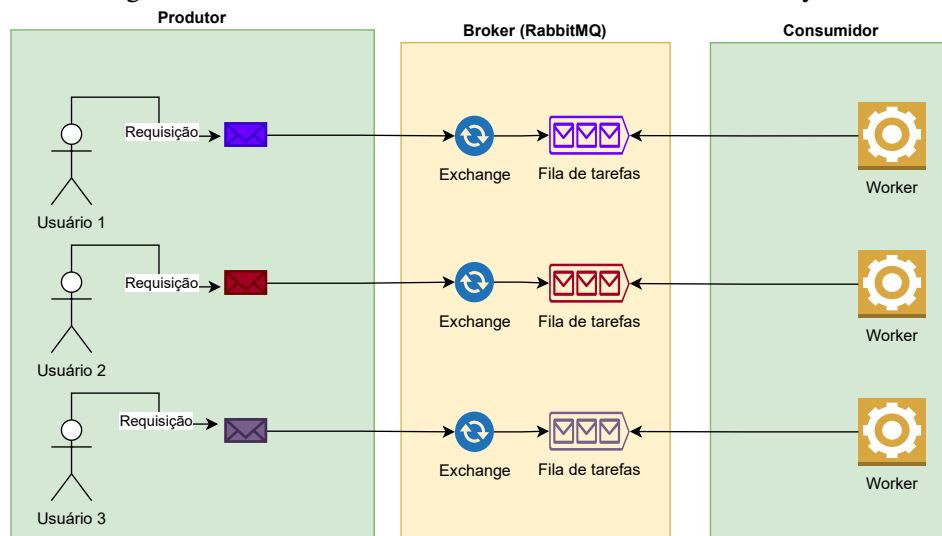 Produtor
Broker (RabbitMQ)
Consumidor
Requisição
Usuário 1
Exchange
Fila de tarefas
Worker
Requisição
Usuário 2
Exchange
Fila de tarefas
Worker
Requisição
Usuário 3
Exchange
Fila de tarefas
Worker